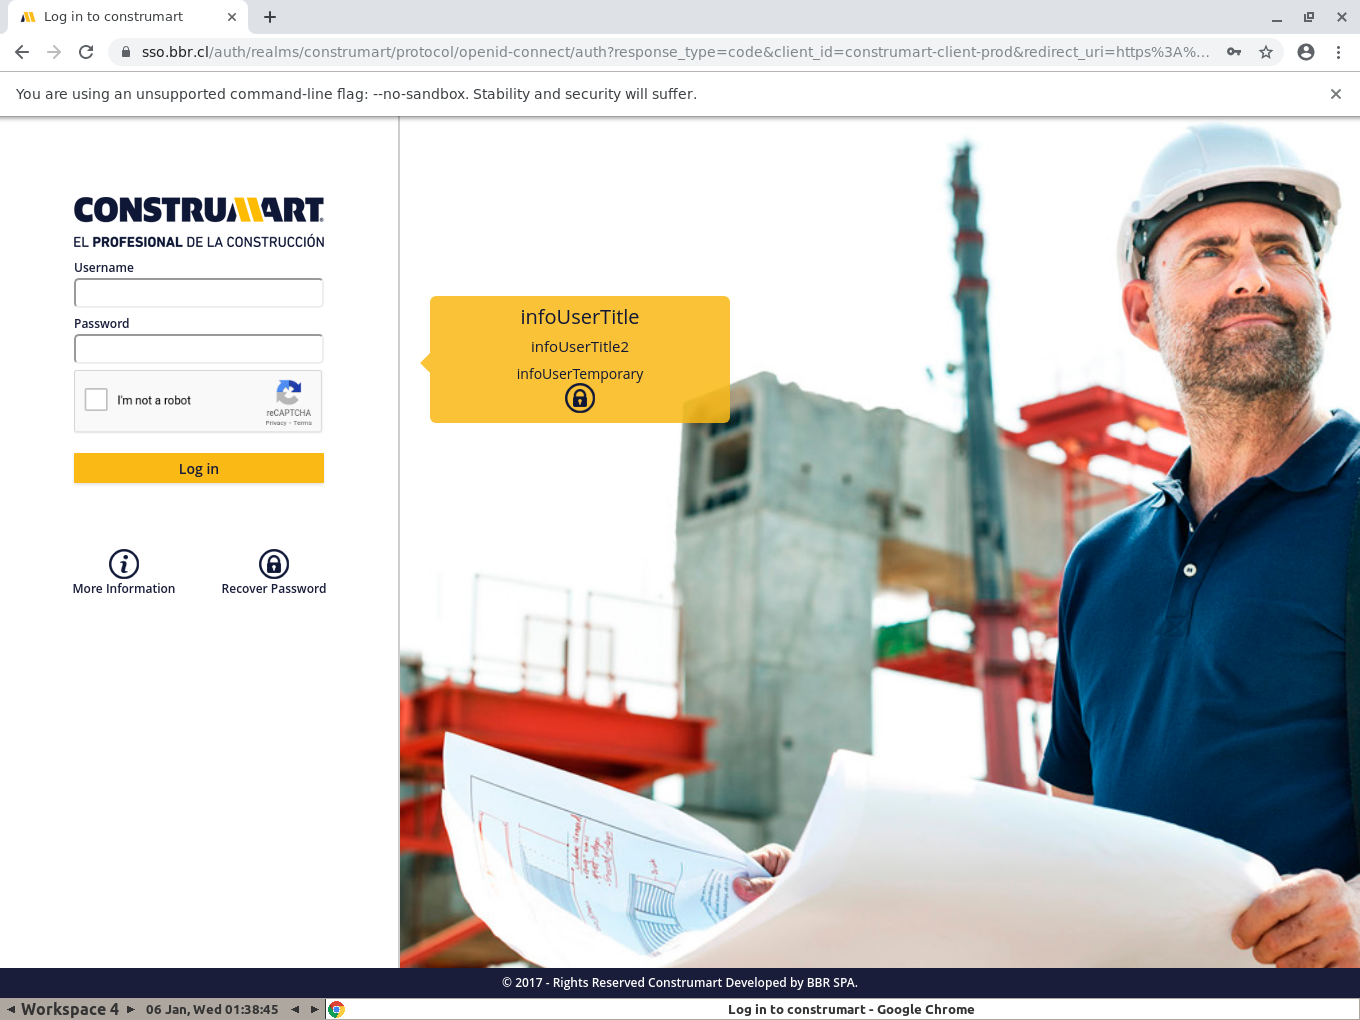 Log in to construmart
sso.bbr.cl/auth/realms/construmart/protocol/openid-connect/auth?response_type=code&client_id=construmart-client-prod&redirect_uri=https%3A%...
You are using an unsupported command-line flag: --no-sandbox. Stability and security will suffer.
CONSTRUMART
EL PROFESIONAL DE LA CONSTRUCCIÓN
Username
Password
I'm not a robot
reCAPTCHA
Privacy - Terms
Log in
More Information
Recover Password
infoUserTitle
infoUserTitle2
infoUserTemporary
© 2017 - Rights Reserved Construmart Developed by BBR SPA.
Workspace 4
06 Jan, Wed 01:38:45
Log in to construmart - Google Chrome